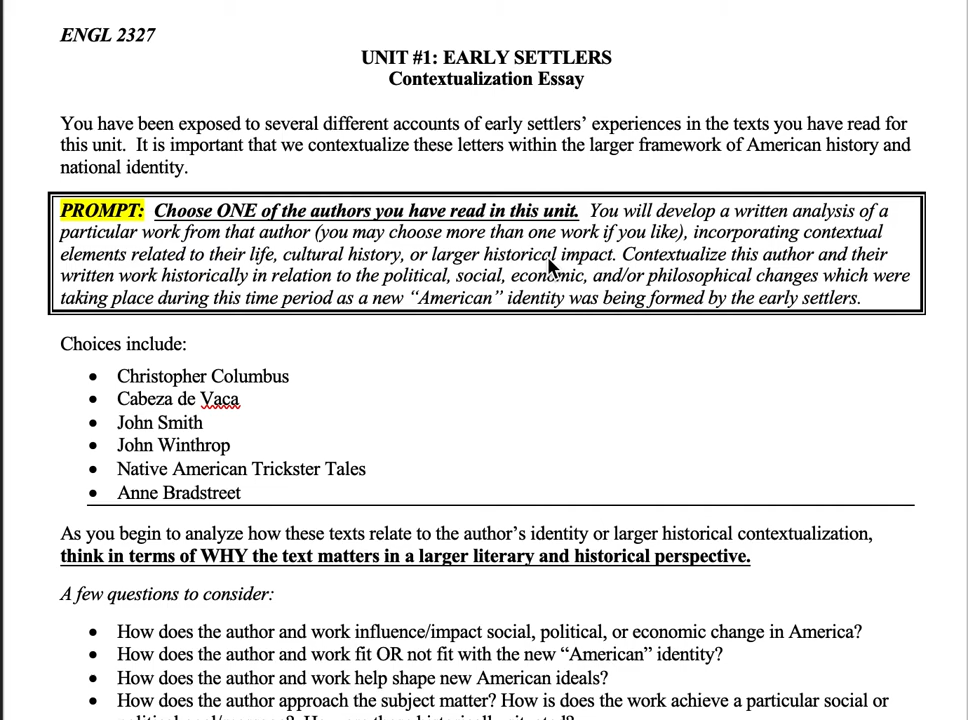 ENGL 2327
UNIT #1: EARLY SETTLERS
Contextualization Essay
You have been exposed to several different accounts of early settlers’ experiences in the texts you have read for
this unit.  It is important that we contextualize these letters within the larger framework of American history and
national identity.
PROMPT:  Choose ONE of the authors you have read in this unit.  You will develop a written analysis of a
particular work from that author (you may choose more than one work if you like), incorporating contextual
elements related to their life, cultural history, or larger historical impact. Contextualize this author and their
written work historically in relation to the political, social, economic, and/or philosophical changes which were
taking place during this time period as a new “American” identity was being formed by the early settlers.
Choices include:
• Christopher Columbus
• Cabeza de Vaca
• John Smith
• John Winthrop
• Native American Trickster Tales
• Anne Bradstreet
As you begin to analyze how these texts relate to the author’s identity or larger historical contextualization,
think in terms of WHY the text matters in a larger literary and historical perspective.
A few questions to consider:
• How does the author and work influence/impact social, political, or economic change in America?
• How does the author and work fit OR not fit with the new “American” identity?
• How does the author and work help shape new American ideals?
• How does the author approach the subject matter? How is does the work achieve a particular social or